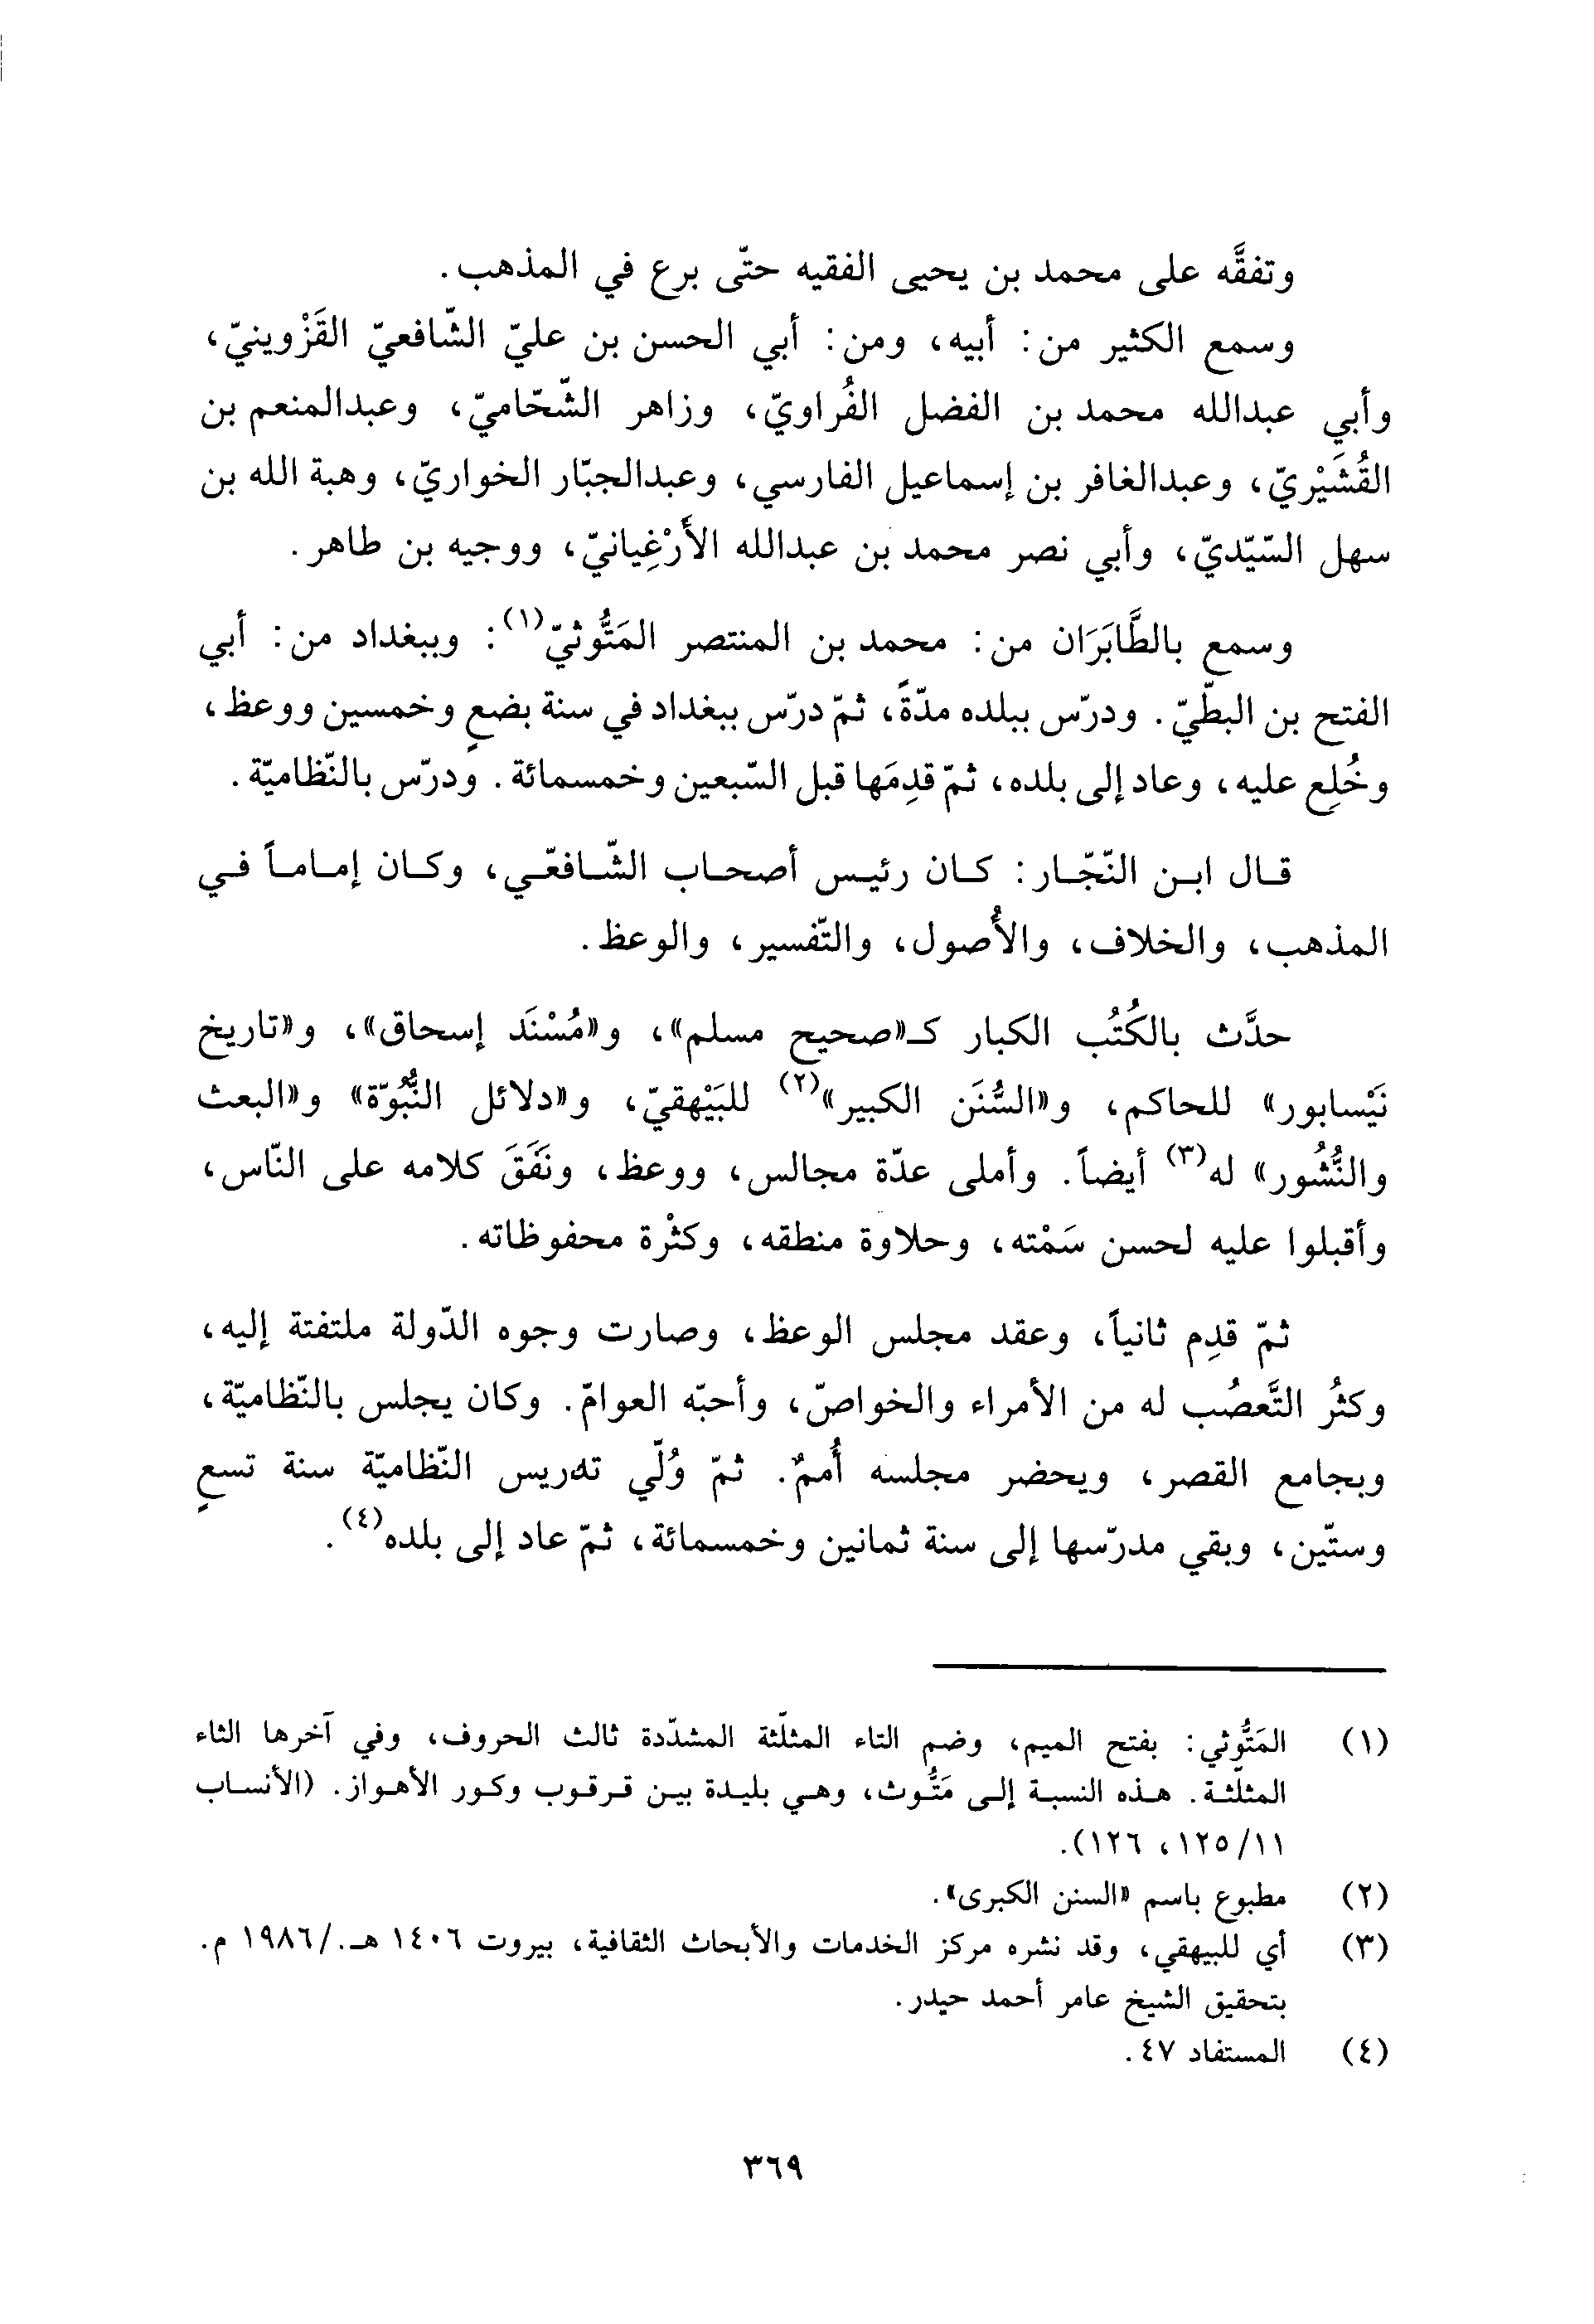 وتفقَّه على محمد بن يحيى الفقيه حتّى برع في المذهب.
وسمع الكثير من: أبيه، ومن: أبي الحسن بن عليّ الشّافعيّ القَزْوينيّ،
وأبي عبدالله محمد بن الفضل الفُراويّ، وزاهر الشّحّاميّ، وعبدالمنعم بن
القُشَيْريّ، وعبدالغافر بن إسماعيل الفارسي، وعبدالجبّار الخواريّ، وهبة الله بن
سهل السّيّديّ، وأبي نصر محمد بن عبدالله الأَرْغِيانيّ، ووجيه بن طاهر.
وسمع بالطَّابَرَان من: محمد بن المنتصر المَتُّوثيّ(١): وببغداد من: أبي
الفتح بن البطّيّ. ودرّس ببلده مدّةً، ثمّ درّس ببغداد في سنة بضعٍ وخمسين ووعظ،
وخُلِع عليه، وعاد إلى بلده، ثمّ قدِمَها قبل السّبعين وخمسمائة. ودرّس بالنّظاميّة.
قال ابن النّجّار: كان رئيس أصحاب الشّافعّي، وكان إماماً في
المذهب، والخلاف، والأُصول، والتّفسير، والوعظ.
حدَّث بالكُتُب الكبار كـ«صحيح مسلم»، و«مُسْنَد إسحاق»، و«تاريخ
نَيْسابور» للحاكم، و«السُّنَن الكبير»(٢) للبَيْهقيّ، و«دلائل النُّبُوّة» و«البعث
والنُّشُور» له(٣) أيضاً. وأملى عدّة مجالس، ووعظ، ونَفَقَ كلامه على النّاس،
وأقبلوا عليه لحسن سَمْته، وحلاوة منطقه، وكثْرة محفوظاته.
ثمّ قدِم ثانياً، وعقد مجلس الوعظ، وصارت وجوه الدّولة ملتفتة إليه،
وكثُر التَّعصُب له من الأمراء والخواصّ، وأحبّه العوامّ. وكان يجلس بالنّظاميّة،
وبجامع القصر، ويحضر مجلسه أُممٌ. ثمّ وُلّي تدريس النّظاميّة سنة تسعٍ
وستّين، وبقي مدرّسها إلى سنة ثمانين وخمسمائة، ثمّ عاد إلى بلده(٤).
(١) المَتُّوثي: بفتح الميم، وضم التاء المثلّثة المشدّدة ثالث الحروف، وفي آخرها الثاء
المثلّثة. هذه النسبة إلى مَتُّوث، وهي بليدة بين قرقوب وكور الأهواز. (الأنساب
١١/١٢٥، ١٢٦).
(٢) مطبوع باسم «السنن الكبرى».
(٣) أي للبيهقي، وقد نشره مركز الخدمات والأبحاث الثقافية، بيروت ١٤٠٦ هـ./١٩٨٦ م.
بتحقيق الشيخ عامر أحمد حيدر.
(٤) المستفاد ٤٧.
٣٦٩